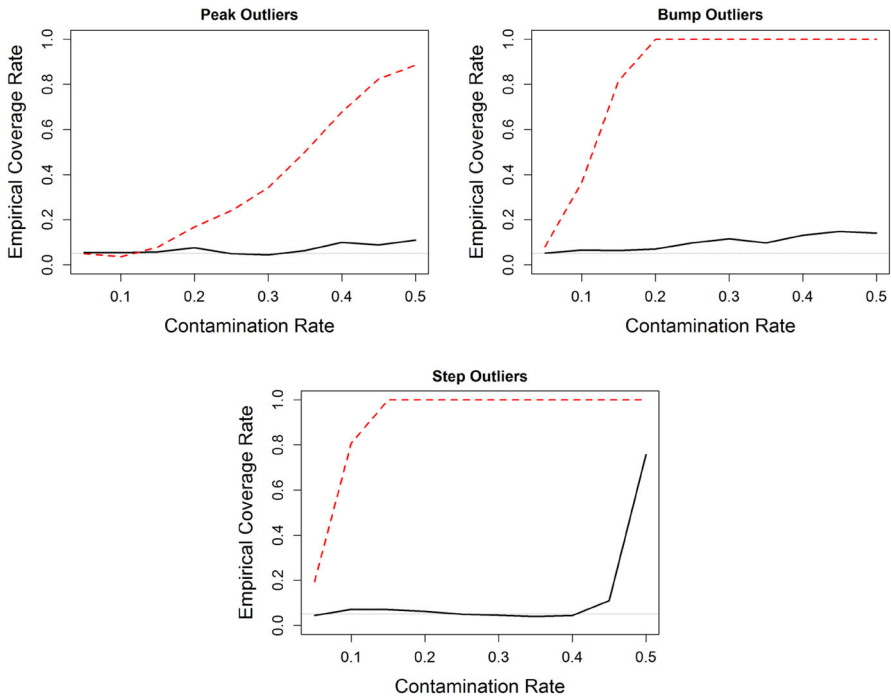 Peak Outliers
Empirical Coverage Rate
1.0
0.8
0.6
0.4
0.2
0.0
0.1 0.2 0.3 0.4 0.5
Contamination Rate
Bump Outliers
Empirical Coverage Rate
1.0
0.8
0.6
0.4
0.2
0.0
0.1 0.2 0.3 0.4 0.5
Contamination Rate
Step Outliers
Empirical Coverage Rate
1.0
0.8
0.6
0.4
0.2
0.0
0.1 0.2 0.3 0.4 0.5
Contamination Rate